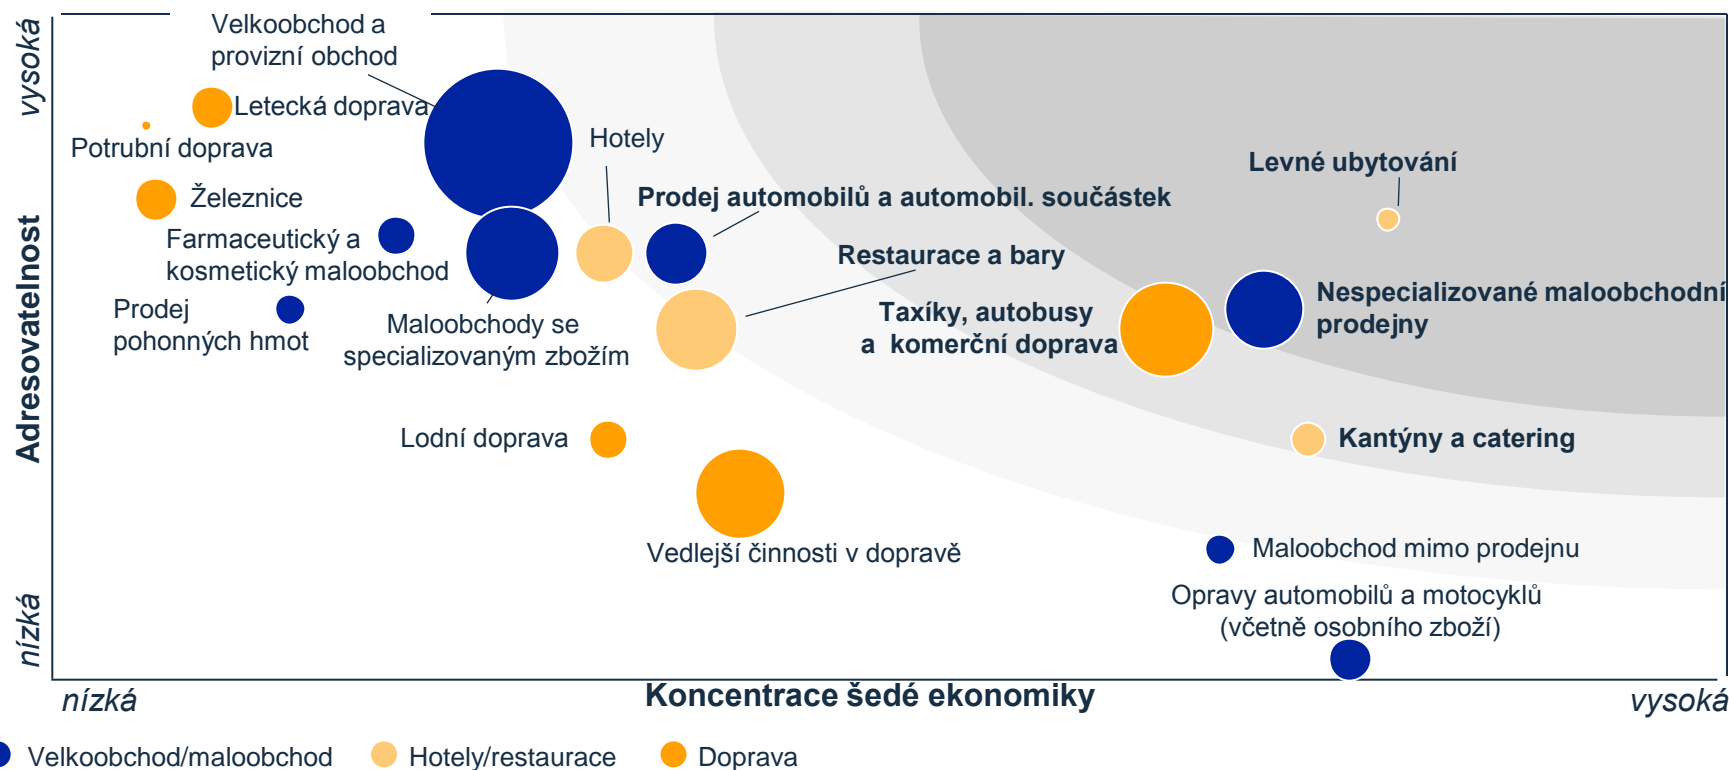 vysoká
Adresovatelnost
nízká
Velkoobchod a
provizní obchod
Letecká doprava
Potrubní doprava
Železnice
Farmaceutický a
kosmetický maloobchod
Prodej
pohonných hmot
Maloobchody se
specializovaným zbožím
Hotely
Prodej automobilů a automobil. součástek
Restaurace a bary
Taxíky, autobusy
a komerční doprava
Levné ubytování
Nespecializované maloobchodní
prodejny
Lodní doprava
Kantýny a catering
Vedlejší činnosti v dopravě
Maloobchod mimo prodejnu
Opravy automobilů a motocyklů
(včetně osobního zboží)
nízká
Koncentrace šedé ekonomiky
vysoká
Velkoobchod/maloobchod
Hotely/restaurace
Doprava